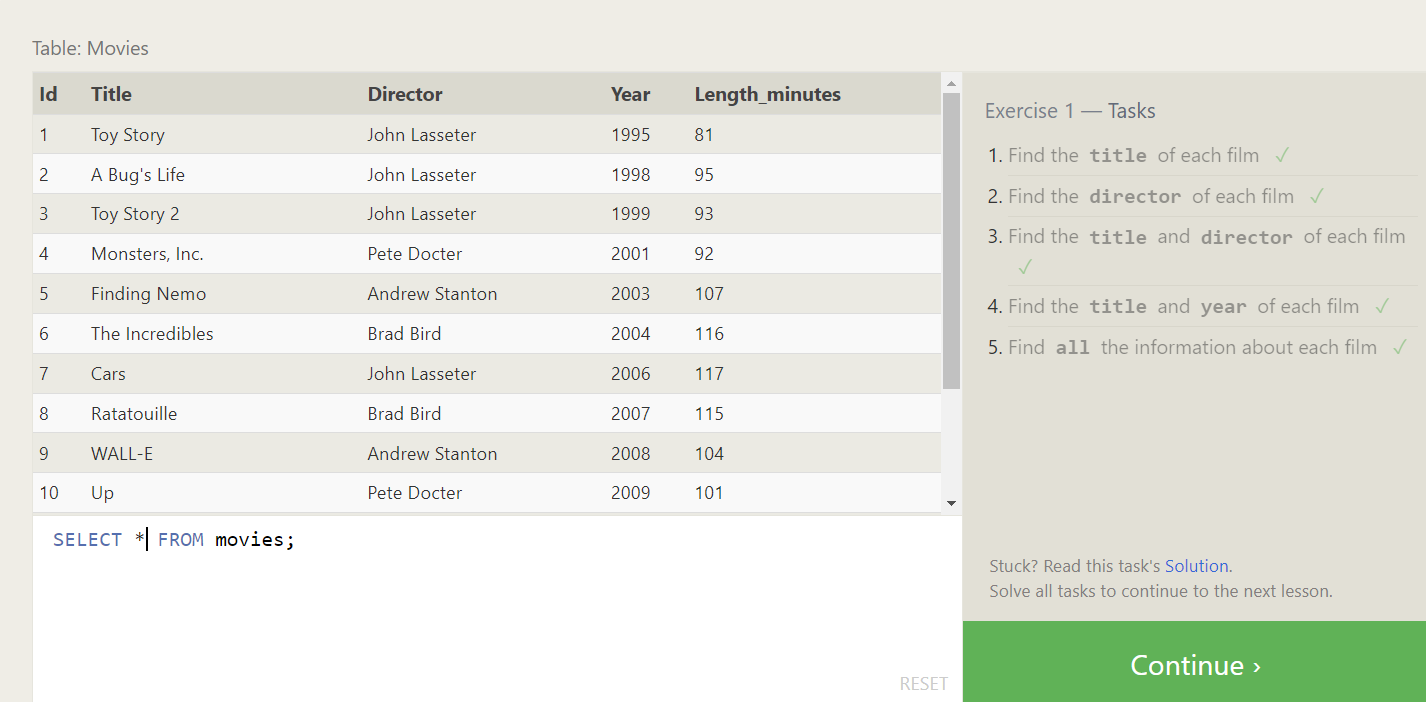 Table: Movies
Id Title Director Year Length_minutes
1 Toy Story John Lasseter 1995 81
2 A Bug's Life John Lasseter 1998 95
3 Toy Story 2 John Lasseter 1999 93
4 Monsters, Inc. Pete Docter 2001 92
5 Finding Nemo Andrew Stanton 2003 107
6 The Incredibles Brad Bird 2004 116
7 Cars John Lasseter 2006 117
8 Ratatouille Brad Bird 2007 115
9 WALL-E Andrew Stanton 2008 104
10 Up Pete Docter 2009 101
SELECT * FROM movies;
RESET
Exercise 1 — Tasks
1. Find the title of each film ✓
2. Find the director of each film ✓
3. Find the title and director of each film
✓
4. Find the title and year of each film ✓
5. Find all the information about each film ✓
Stuck? Read this task's Solution.
Solve all tasks to continue to the next lesson.
Continue ›